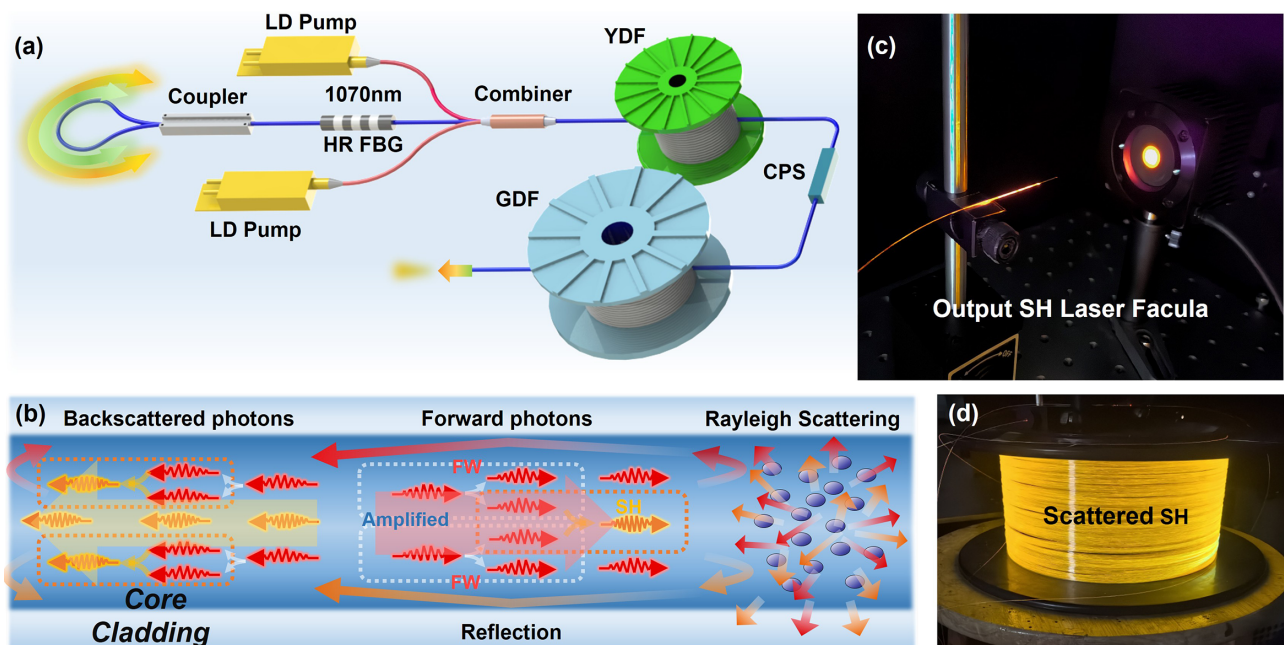 (a)
LD Pump
Coupler
1070nm
HR FBG
Combiner
YDF
CPS
GDF
LD Pump
(c)
Output SH Laser Facula
(b)
Backscattered photons
Forward photons
Rayleigh Scattering
FW
Amplified
SH
FW
Core
Cladding
Reflection
(d)
Scattered SH